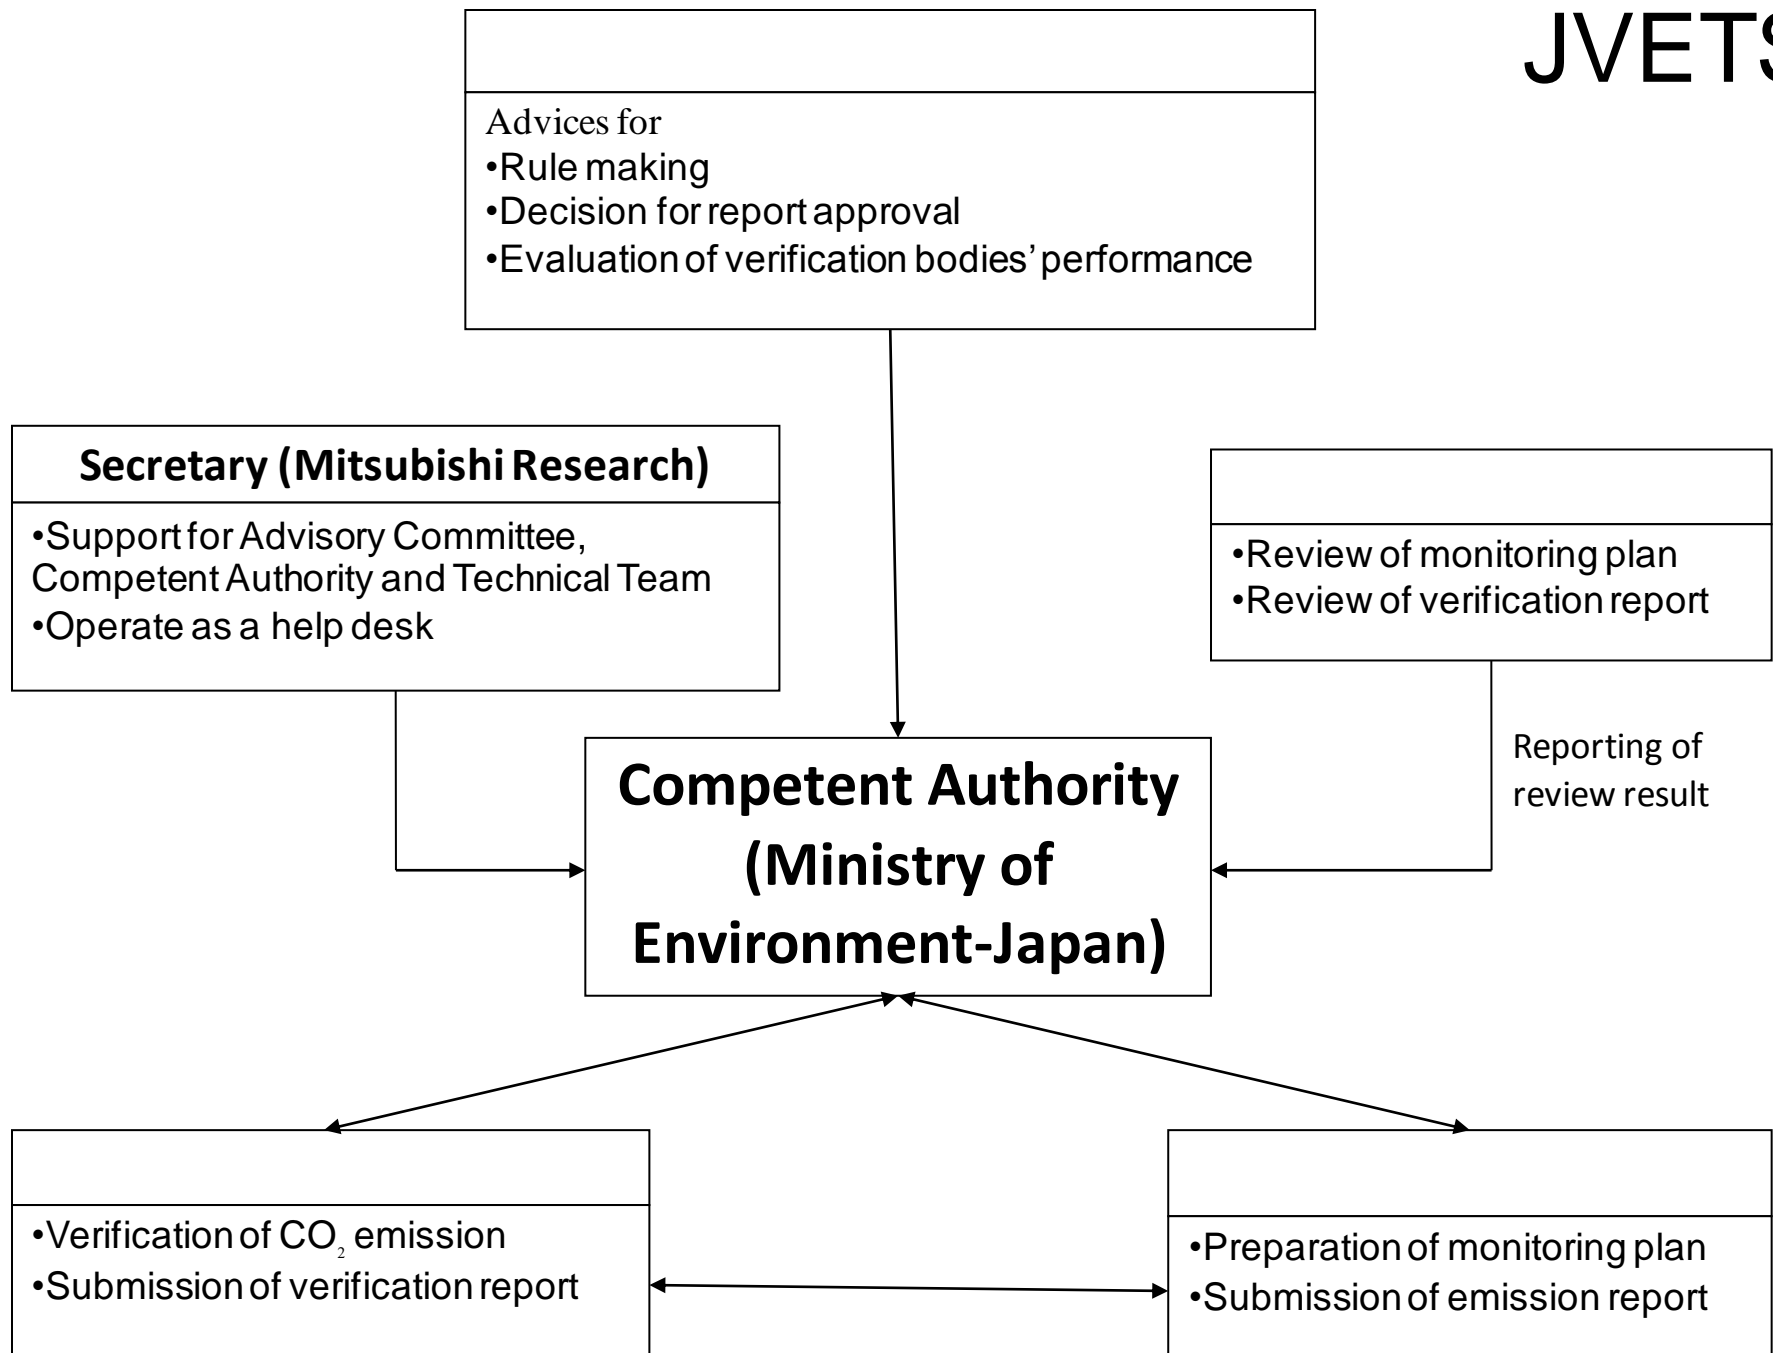 JVETS
Advices for
•Rule making
•Decision for report approval
•Evaluation of verification bodies’ performance
Secretary (Mitsubishi Research)
•Support for Advisory Committee,
Competent Authority and Technical Team
•Operate as a help desk
•Review of monitoring plan
•Review of verification report
Reporting of
review result
Competent Authority
(Ministry of
Environment-Japan)
•Verification of CO₂ emission
•Submission of verification report
•Preparation of monitoring plan
•Submission of emission report